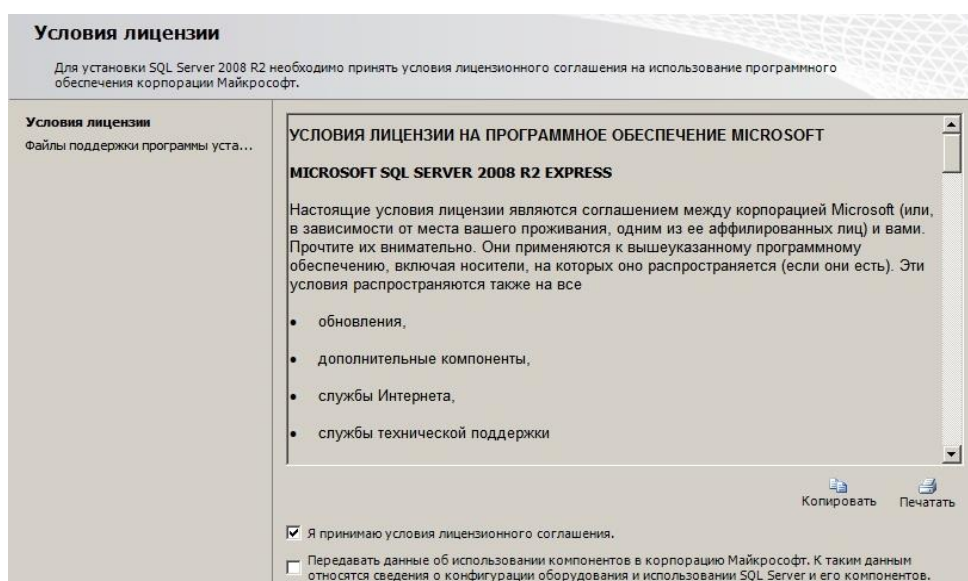 Условия лицензии
Для установки SQL Server 2008 R2 необходимо принять условия лицензионного соглашения на использование программного
обеспечения корпорации Майкрософт.
Условия лицензии
Файлы поддержки программы уста...
УСЛОВИЯ ЛИЦЕНЗИИ НА ПРОГРАММНОЕ ОБЕСПЕЧЕНИЕ MICROSOFT
MICROSOFT SQL SERVER 2008 R2 EXPRESS
Настоящие условия лицензии являются соглашением между корпорацией Microsoft (или,
в зависимости от места вашего проживания, одним из ее аффилированных лиц) и вами.
Прочтите их внимательно. Они применяются к вышеуказанному программному
обеспечению, включая носители, на которых оно распространяется (если они есть). Эти
условия распространяются также на все
• обновления,
• дополнительные компоненты,
• службы Интернета,
• службы технической поддержки
Копировать Печатать
Я принимаю условия лицензионного соглашения.
Передавать данные об использовании компонентов в корпорацию Майкрософт. К таким данным
относятся сведения о конфигурации оборудования и использовании SQL Server и его компонентов.